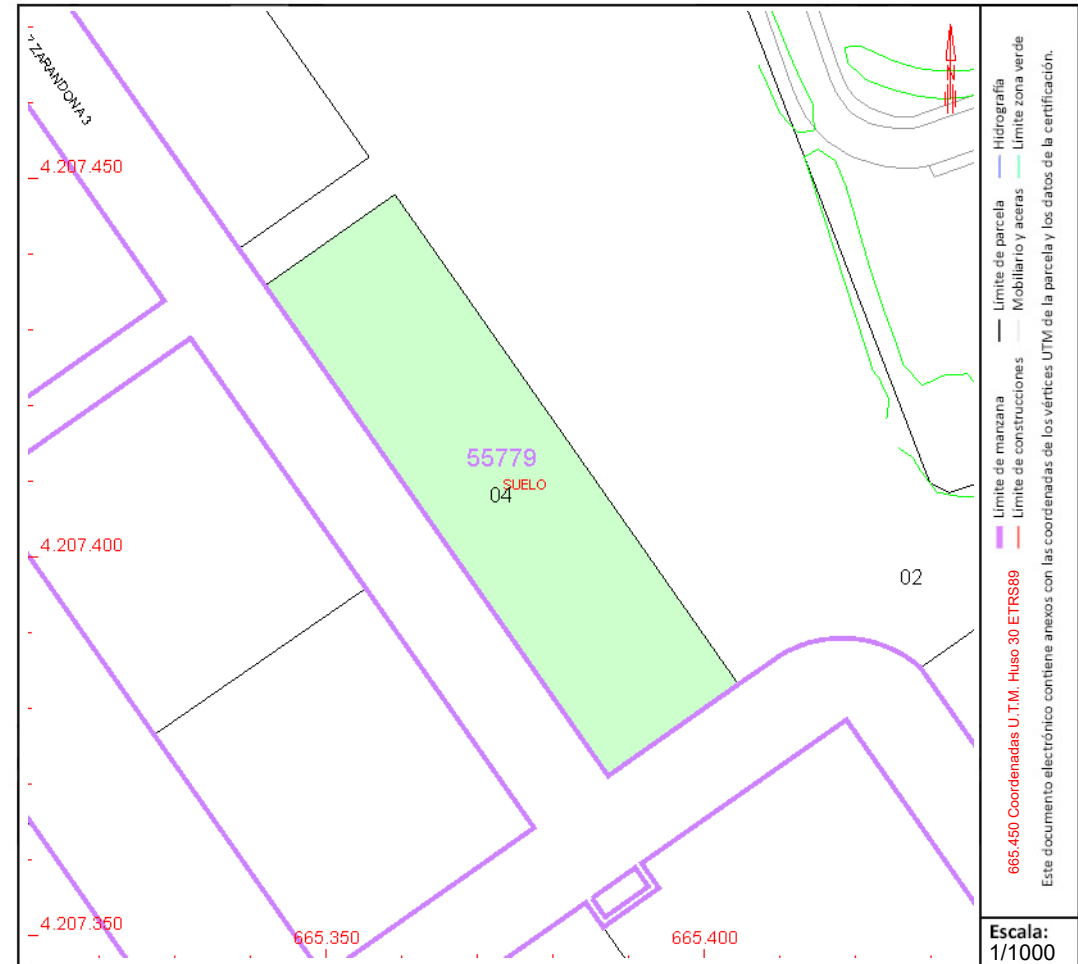 Z ZARANDONA 3
4.207.450
55779
SUELO
04
4.207.400
02
4.207.350
665.350
665.400
N
Límite de manzana
Límite de parcela
Hidrografía
Límite de construcciones
Mobiliario y aceras
Límite zona verde
665.450 Coordenadas U.T.M. Huso 30 ETRS89
Este documento electrónico contiene anexos con las coordenadas de los vértices UTM de la parcela y los datos de la certificación.
Escala:
1/1000